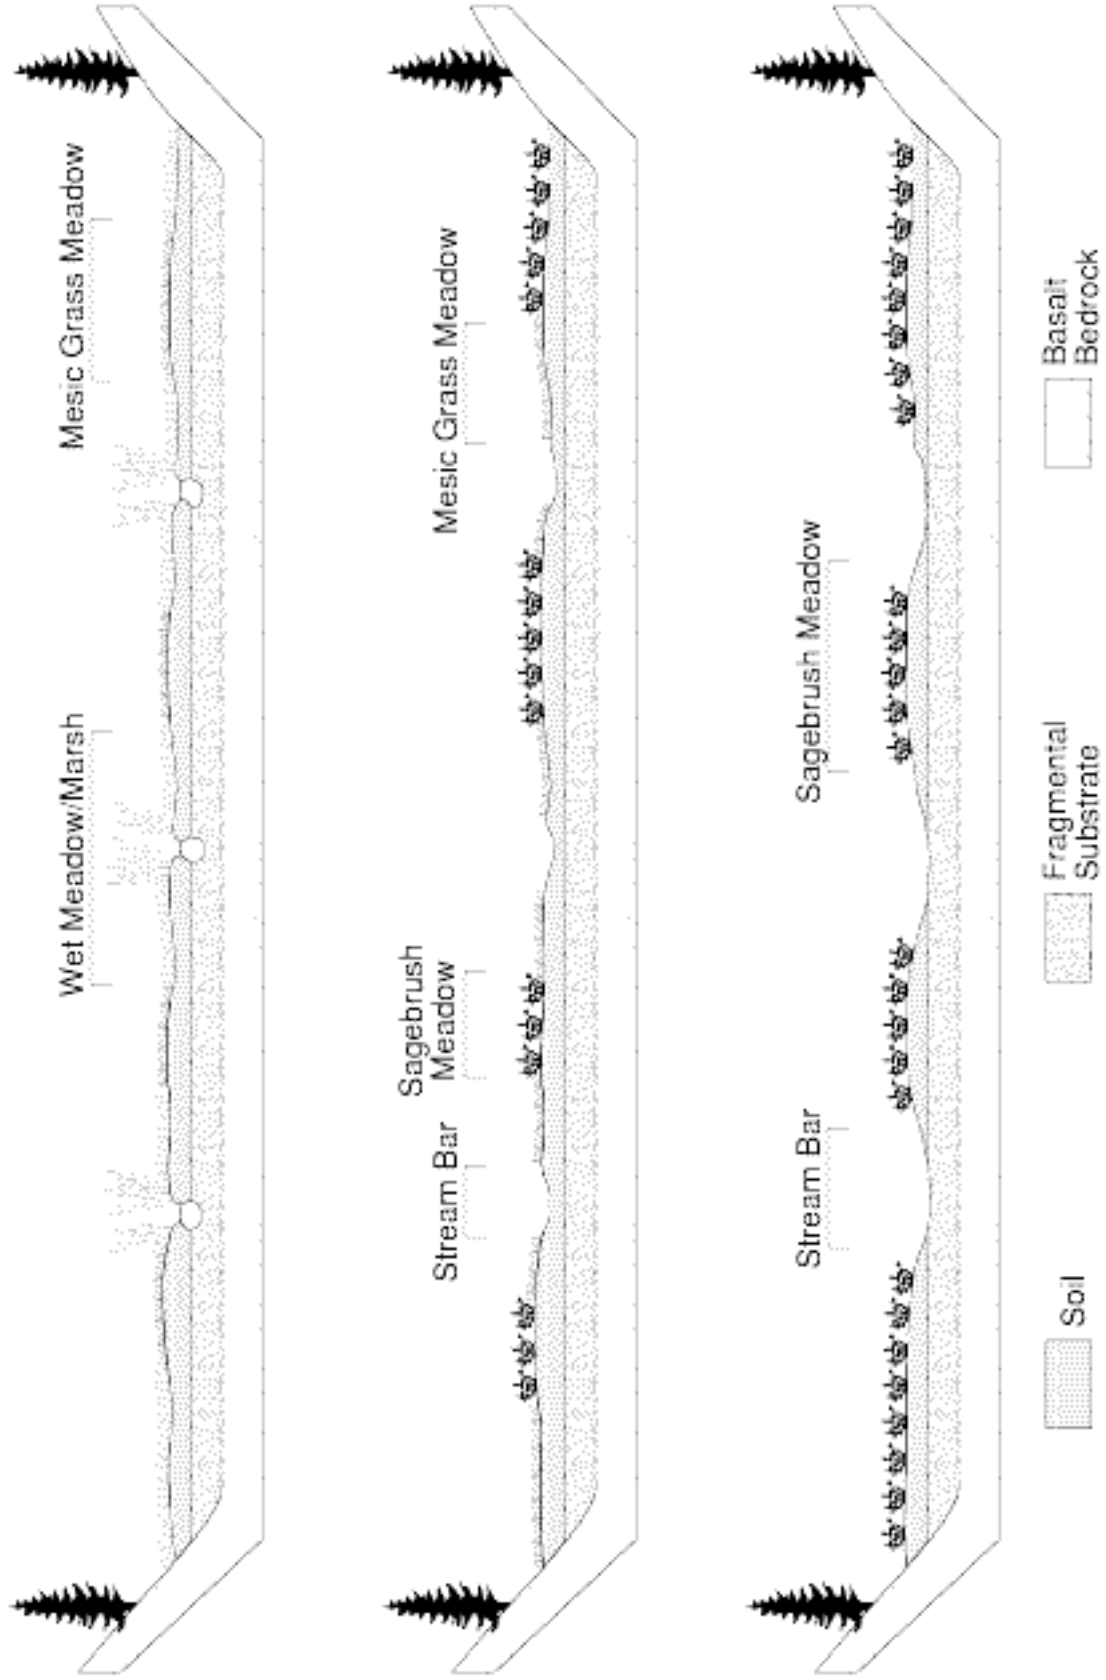 Wet Meadow/Marsh
Mesic Grass Meadow
Stream Bar
Sagebrush
Meadow
Mesic Grass Meadow
Stream Bar
Sagebrush Meadow
Soil
Fragmental
Substrate
Basalt
Bedrock